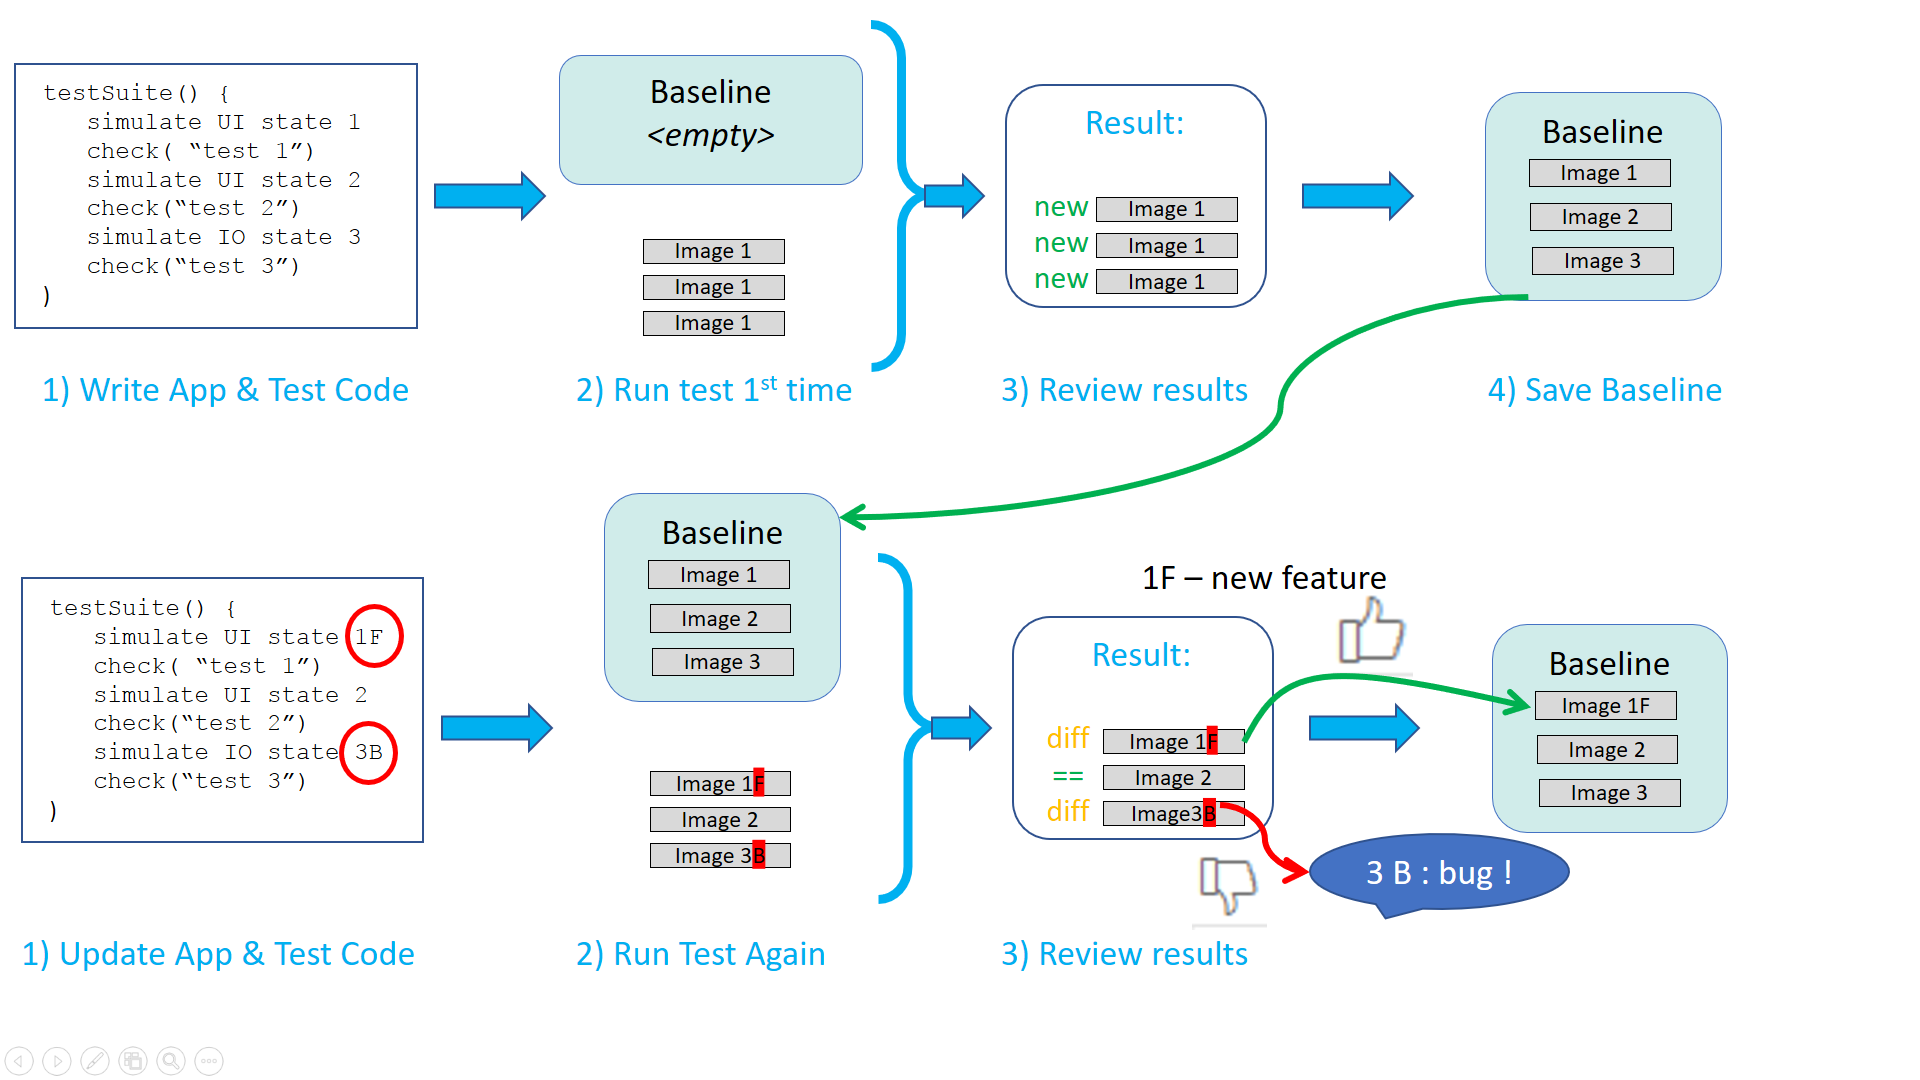 testSuite() {
simulate UI state 1
check( “test 1”)
simulate UI state 2
check(“test 2”)
simulate IO state 3
check(“test 3”)
)
1) Write App & Test Code
Baseline
<empty>
Image 1
Image 1
Image 1
2) Run test 1st time
Result:
new Image 1
new Image 1
new Image 1
3) Review results
Baseline
Image 1
Image 2
Image 3
4) Save Baseline
testSuite() {
simulate UI state 1F
check( “test 1”)
simulate UI state 2
check(“test 2”)
simulate IO state 3B
check(“test 3”)
)
1) Update App & Test Code
Baseline
Image 1
Image 2
Image 3
Image 1F
Image 2
Image 3B
2) Run Test Again
1F – new feature
Result:
diff Image 1F
== Image 2
diff Image3B
3 B : bug !
3) Review results
Baseline
Image 1F
Image 2
Image 3